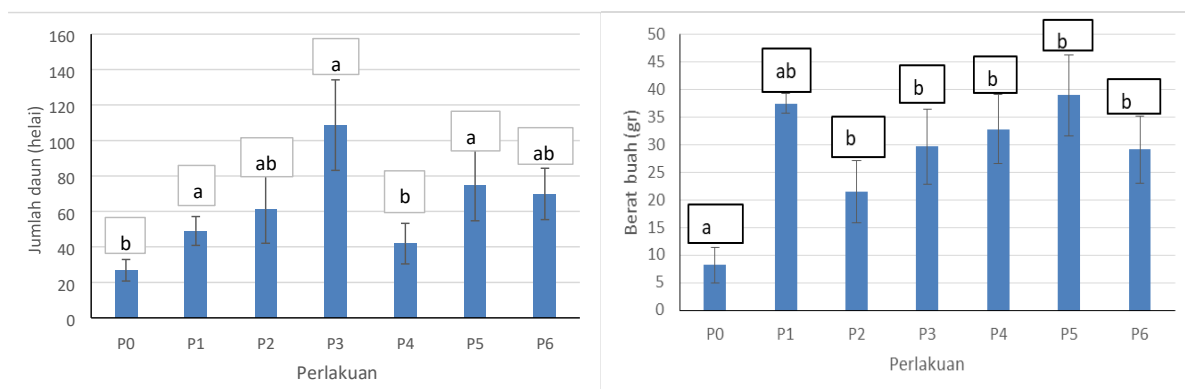 Jumlah daun (helai)
160
140
120
100
80
60
40
20
0
b
a
ab
a
b
a
ab
P0 P1 P2 P3 P4 P5 P6
Perlakuan
Berat buah (gr)
50
45
40
35
30
25
20
15
10
5
0
a
ab
b
b
b
b
b
P0 P1 P2 P3 P4 P5 P6
Perlakuan